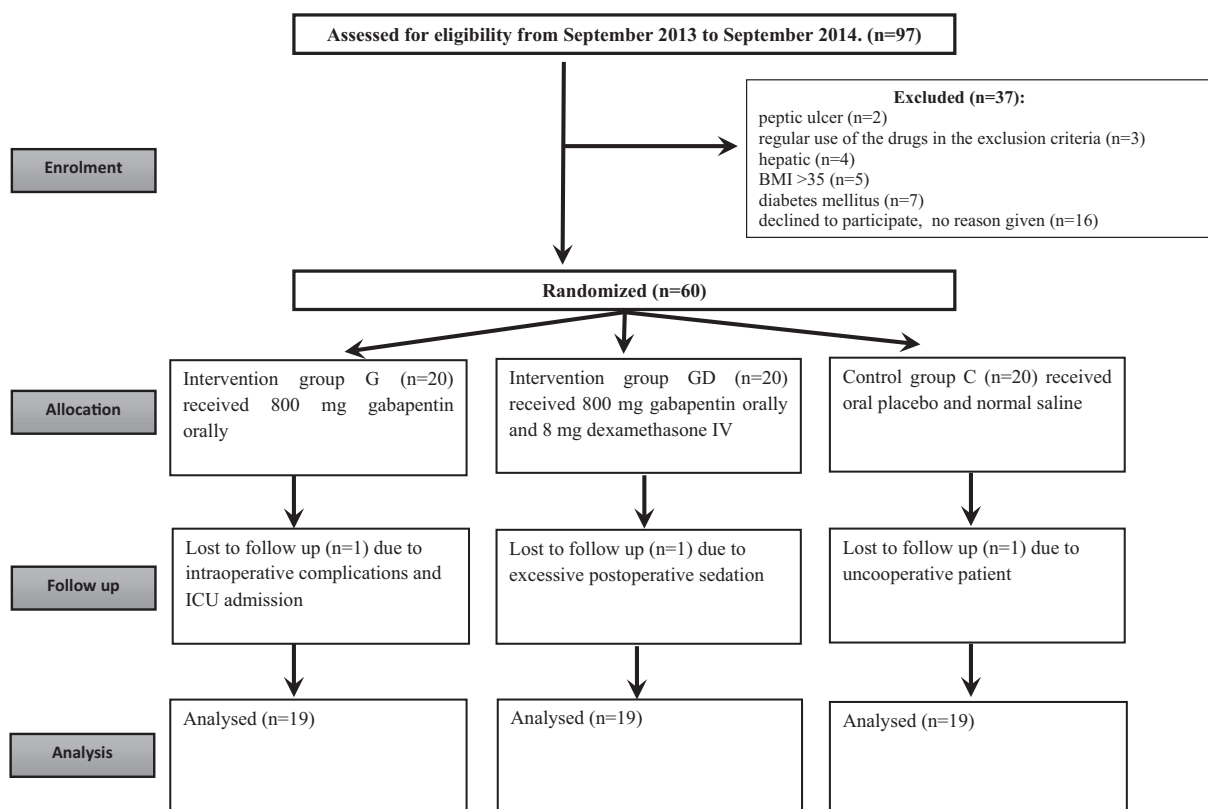 Assessed for eligibility from September 2013 to September 2014. (n=97)
Excluded (n=37):
peptic ulcer (n=2)
regular use of the drugs in the exclusion criteria (n=3)
hepatic (n=4)
BMI >35 (n=5)
diabetes mellitus (n=7)
declined to participate, no reason given (n=16)
Enrolment
Randomized (n=60)
Allocation
Intervention group G (n=20)
received 800 mg gabapentin
orally
Intervention group GD (n=20)
received 800 mg gabapentin orally
and 8 mg dexamethasone IV
Control group C (n=20) received
oral placebo and normal saline
Follow up
Lost to follow up (n=1) due to
intraoperative complications and
ICU admission
Lost to follow up (n=1) due to
excessive postoperative sedation
Lost to follow up (n=1) due to
uncooperative patient
Analysis
Analysed (n=19)
Analysed (n=19)
Analysed (n=19)